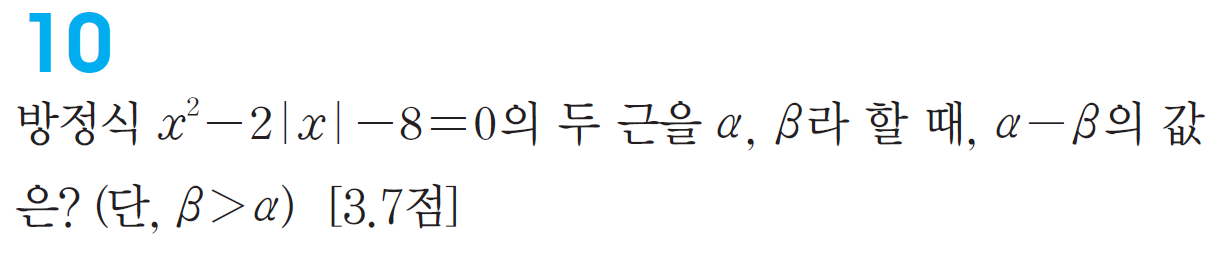 10
방정식 x²－2|x|－8＝0의 두 근을 α, β라 할 때, α－β의 값
은? (단, β＞α) [3.7점]